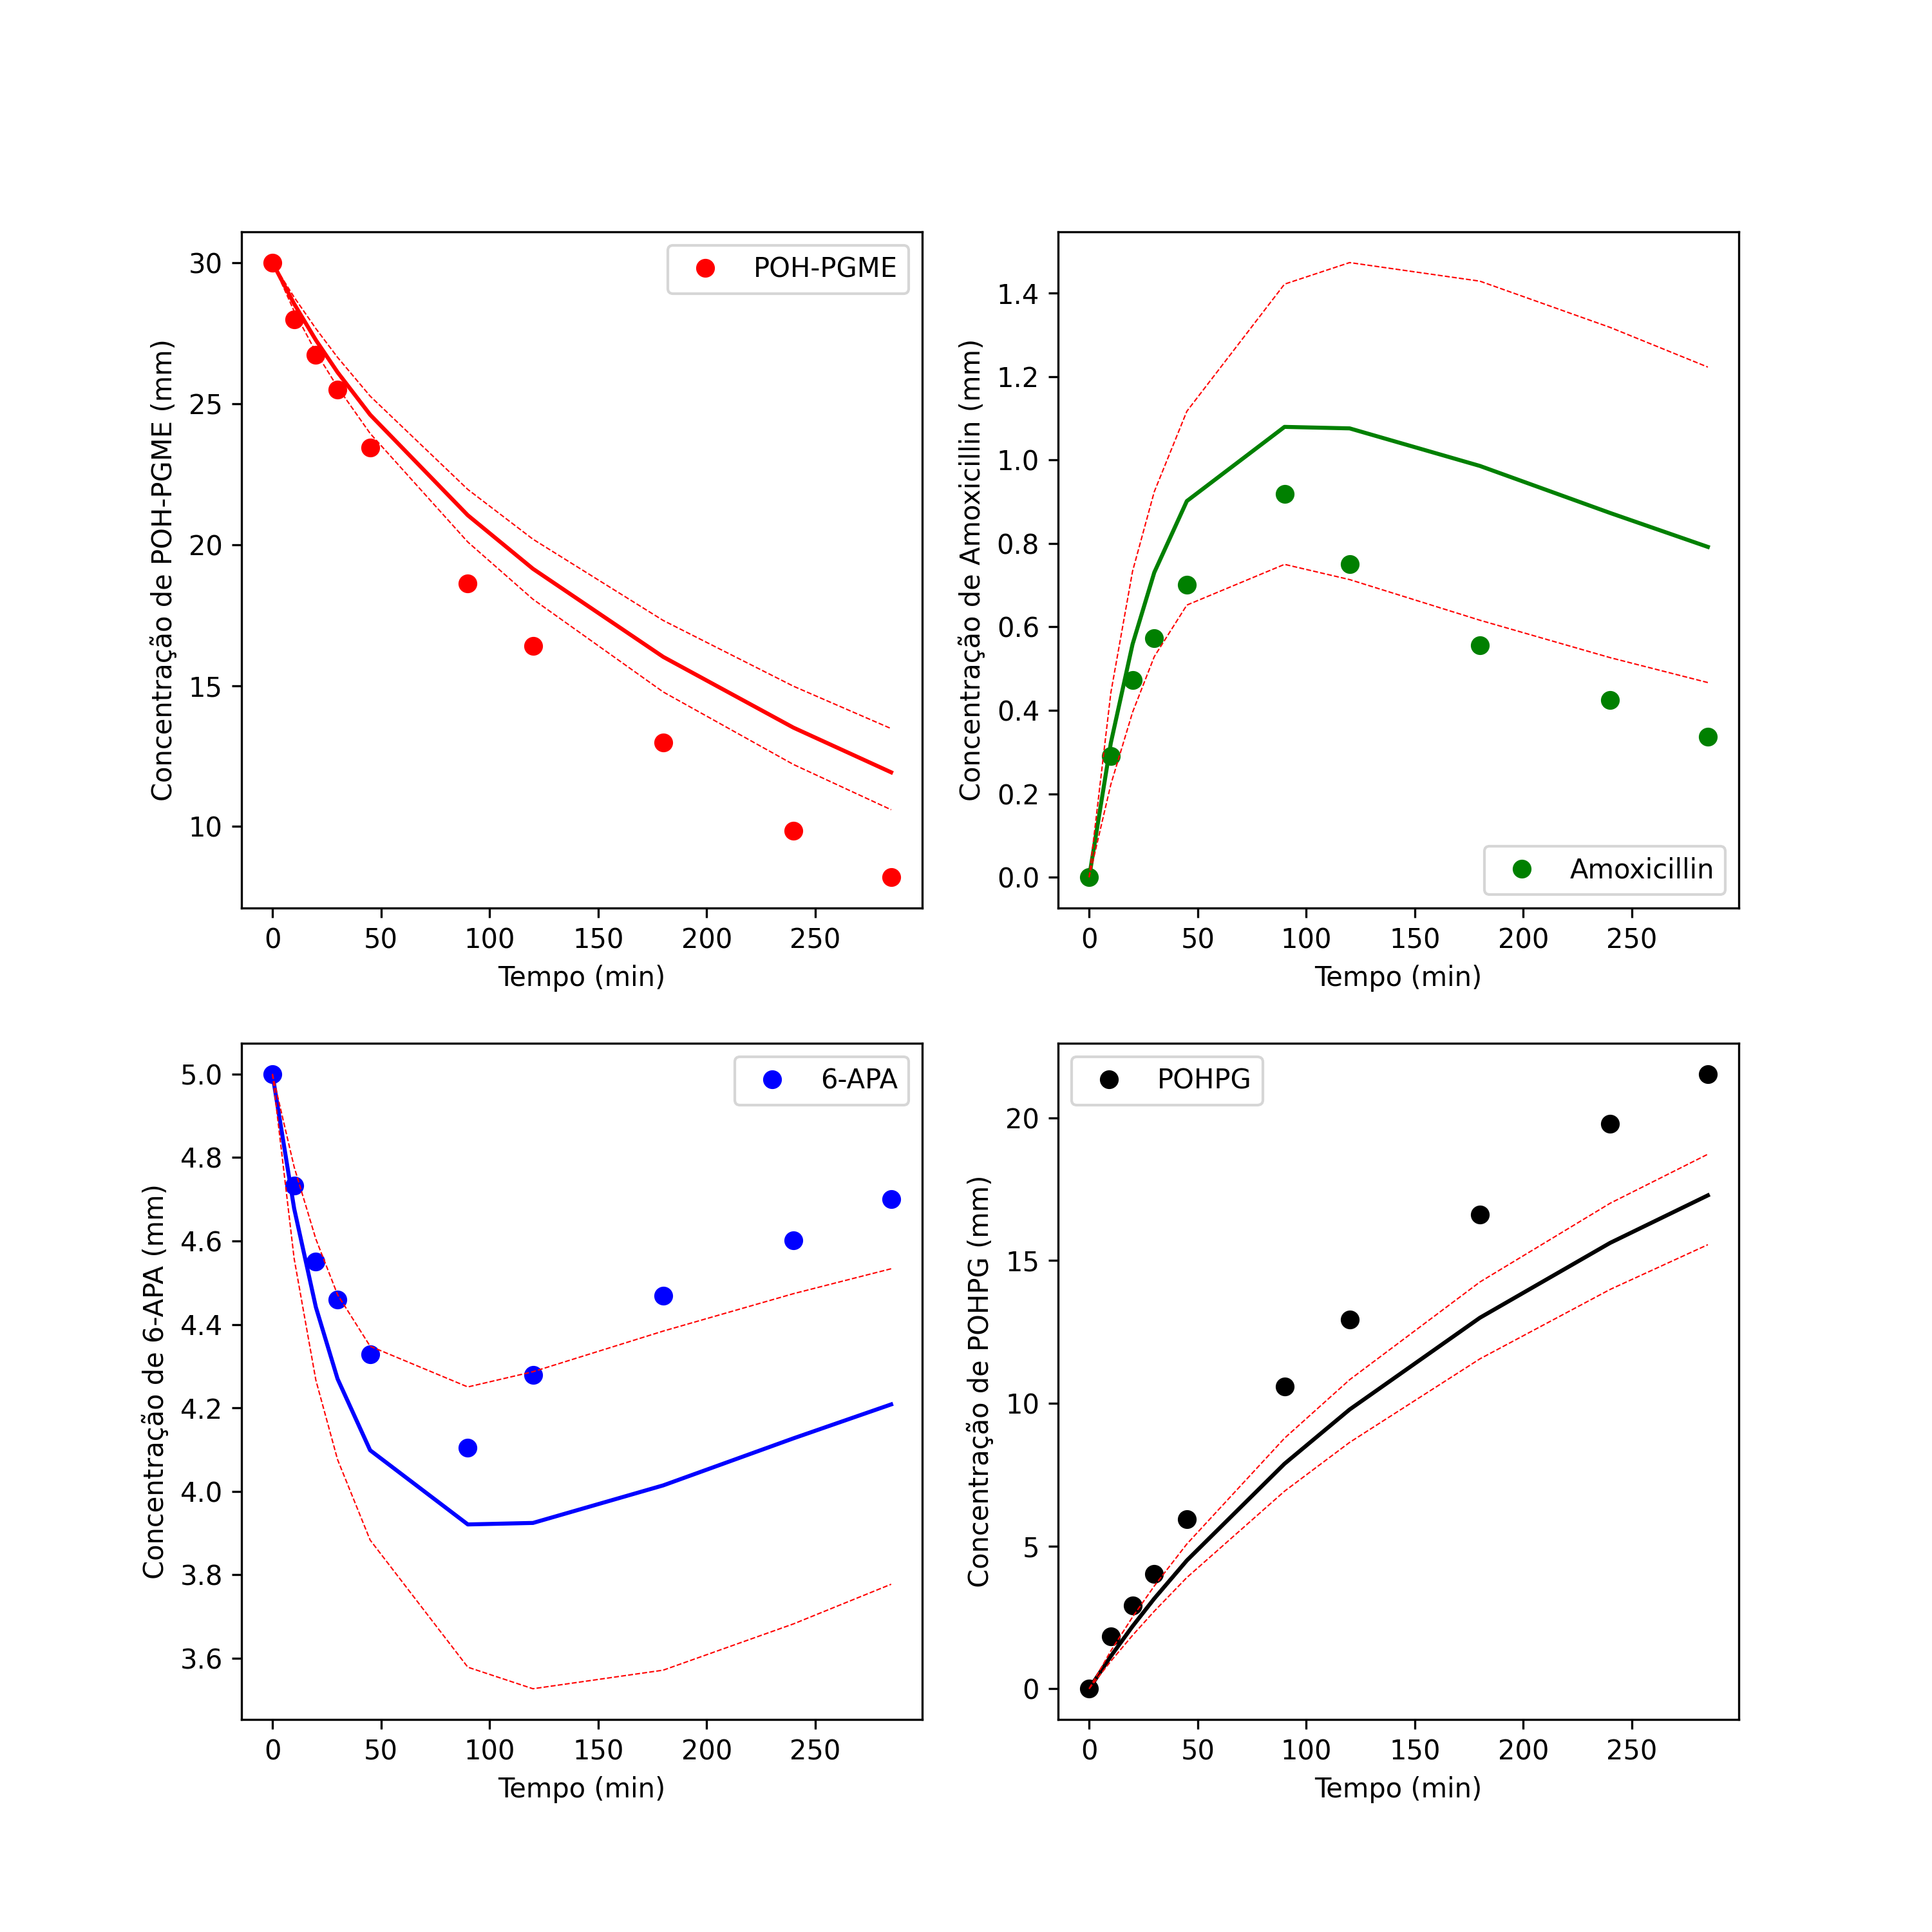 POH-PGME
Concentração de POH-PGME (mm)
30
25
20
15
10
0 50 100 150 200 250
Tempo (min)
Amoxicillin
Concentração de Amoxicillin (mm)
1.4
1.2
1.0
0.8
0.6
0.4
0.2
0.0
0 50 100 150 200 250
Tempo (min)
6-APA
Concentração de 6-APA (mm)
5.0
4.8
4.6
4.4
4.2
4.0
3.8
3.6
0 50 100 150 200 250
Tempo (min)
POHPG
Concentração de POHPG (mm)
20
15
10
5
0
0 50 100 150 200 250
Tempo (min)